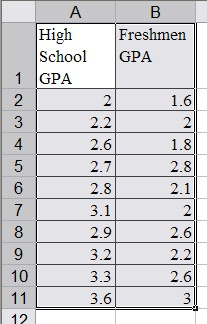 A B
High Freshmen
School GPA
GPA
1
2 2 1.6
3 2.2 2
4 2.6 1.8
5 2.7 2.8
6 2.8 2.1
7 3.1 2
8 2.9 2.6
9 3.2 2.2
10 3.3 2.6
11 3.6 3
12